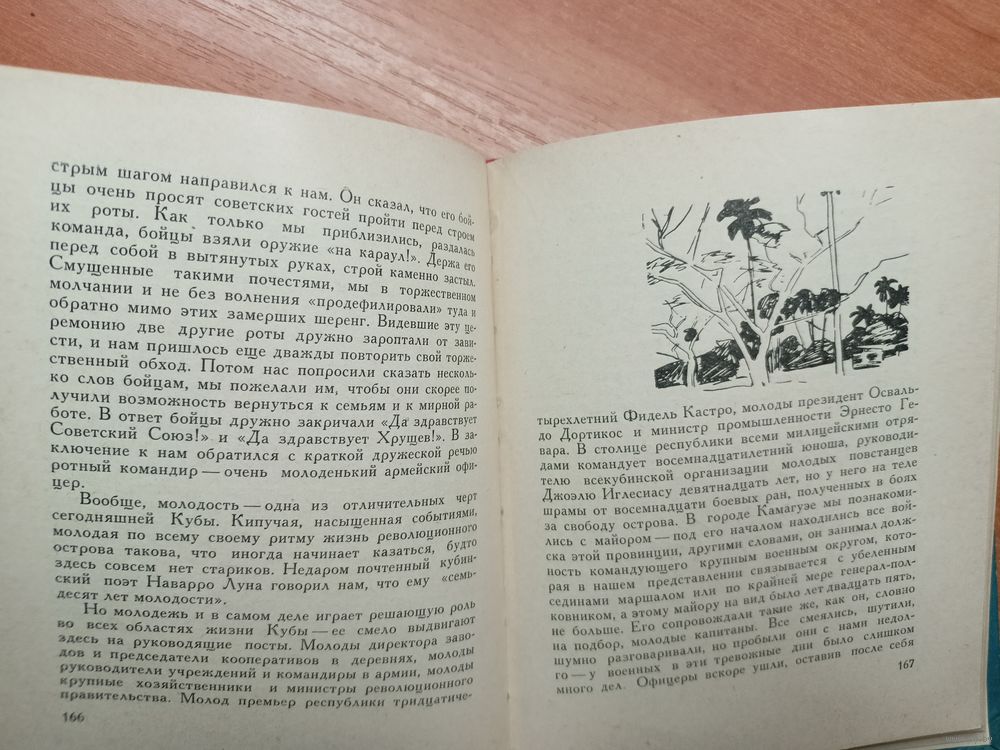 стрым шагом направился к нам. Он сказал, что его бой-
цы очень просят советских гостей пройти перед строем
их роты. Как только мы приблизились, раздалась
команда, бойцы взяли оружие «на караул!». Держа его
перед собой в вытянутых руках, строй каменно застыл.
Смущенные такими почестями, мы в торжественном
молчании и не без волнения «продефилировали» туда и
обратно мимо этих замерших шеренг. Видевшие эту це-
ремонию две другие роты дружно зароптали от зави-
сти, и нам пришлось еще дважды повторить свой торже-
ственный обход. Потом нас попросили сказать несколь-
ко слов бойцам, мы пожелали им, чтобы они скорее по-
лучили возможность вернуться к семьям и к мирной ра-
боте. В ответ бойцы дружно закричали «Да здравствует
Советский Союз!» и «Да здравствует Хрущев!». В за-
ключение к нам обратился с краткой дружеской речью
ротный командир — очень молоденький армейский офи-
цер.
Вообще, молодость — одна из отличительных черт
сегодняшней Кубы. Кипучая, насыщенная событиями,
молодая по всему своему ритму жизнь революционного
острова такова, что иногда начинает казаться, будто
здесь совсем нет стариков. Недаром почтенный кубин-
ский поэт Наварро Луна говорил нам, что ему «семь-
десят лет молодости».
Но молодежь и в самом деле играет решающую роль
во всех областях жизни Кубы — ее смело выдвигают
здесь на руководящие посты. Молоды директора заво-
дов и председатели кооперативов в деревнях, молоды
руководители учреждений и командиры в армии, молоды
крупные хозяйственники и министры революционного
правительства. Молод премьер республики тридцатиче-
166
тырехлетний Фидель Кастро, молоды президент Осваль-
до Дортикос и министр промышленности Эрнесто Ге-
вара. В столице республики всеми милицейскими отря-
дами командует восемнадцатилетний юноша, руководи-
телю всекубинской организации молодых повстанцев
Джоэлю Иглесиасу девятнадцать лет, но у него на теле
шрамы от восемнадцати боевых ран, полученных в боях
за свободу острова. В городе Камагуэе мы познакоми-
лись с майором — под его началом находились все вой-
ска этой провинции, другими словами, он занимал долж-
ность командующего крупным военным округом, кото-
рая в нашем представлении связывается с убеленным
сединами маршалом или по крайней мере генерал-пол-
ковником, а этому майору на вид было лет двадцать пять,
не больше. Его сопровождали такие же, как он, словно
на подбор, молодые капитаны. Все смеялись, шутили,
шумно разговаривали, но пробыли они с нами недол-
го — у военных в эти тревожные дни было слишком
много дел. Офицеры вскоре ушли, оставив после себя
167